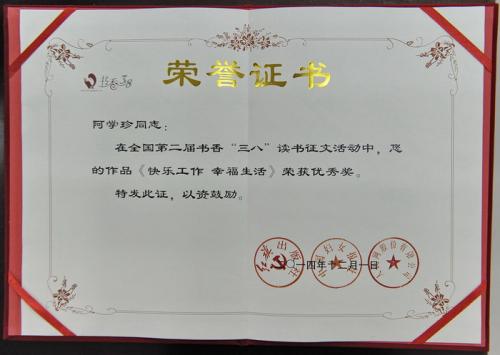 书香三八
荣誉证书
阿学珍同志：
在全国第二届书香“三八”读书征文活动中，您
的作品《快乐工作 幸福生活》荣获优秀奖。
特发此证，以资鼓励。
二〇一四年十二月一日